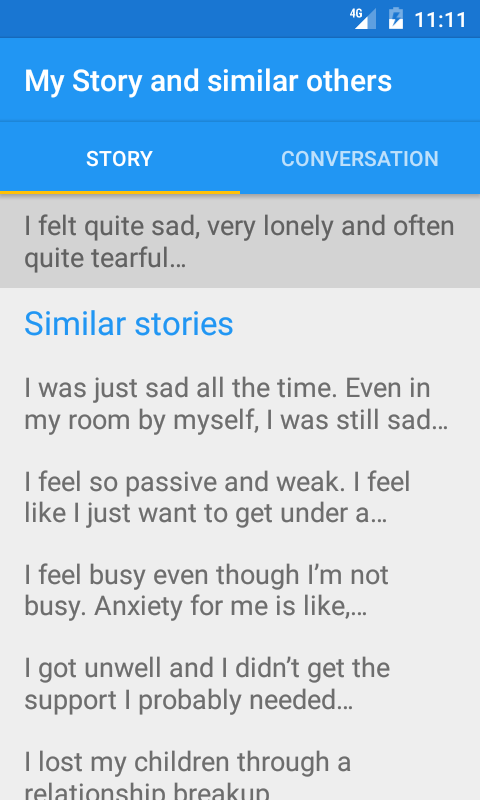 4G 11:11
My Story and similar others
STORY CONVERSATION
I felt quite sad, very lonely and often
quite tearful...
Similar stories
I was just sad all the time. Even in
my room by myself, I was still sad...
I feel so passive and weak. I feel
like I just want to get under a...
I feel busy even though I’m not
busy. Anxiety for me is like,...
I got unwell and I didn’t get the
support I probably needed...
I lost my children through a
relationship breakup